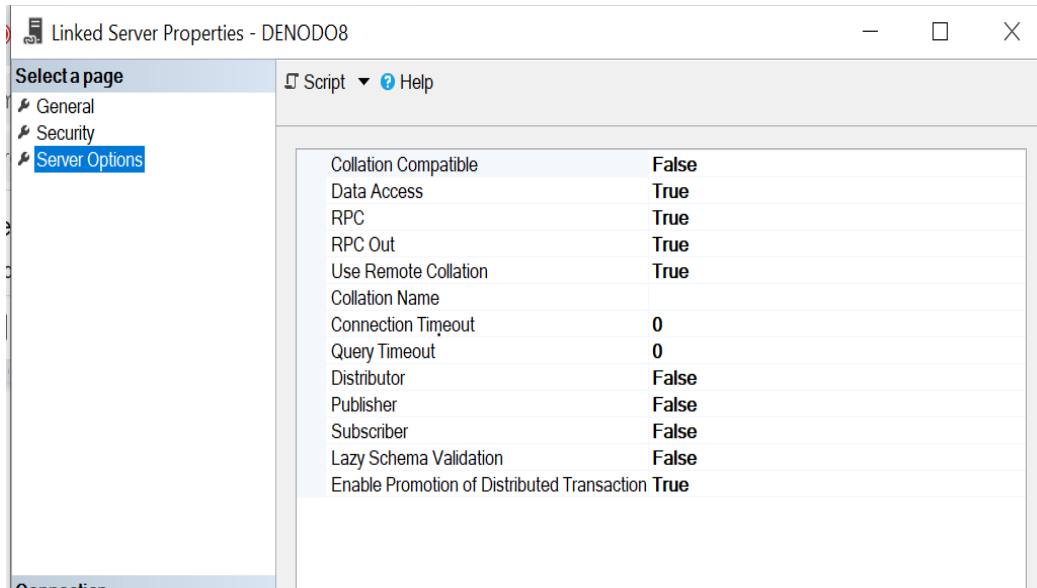 Linked Server Properties - DENODO8
Select a page
Script Help
General
Security
Server Options
Collation Compatible False
Data Access True
RPC True
RPC Out True
Use Remote Collation True
Collation Name
Connection Timeout 0
Query Timeout 0
Distributor False
Publisher False
Subscriber False
Lazy Schema Validation False
Enable Promotion of Distributed Transaction True